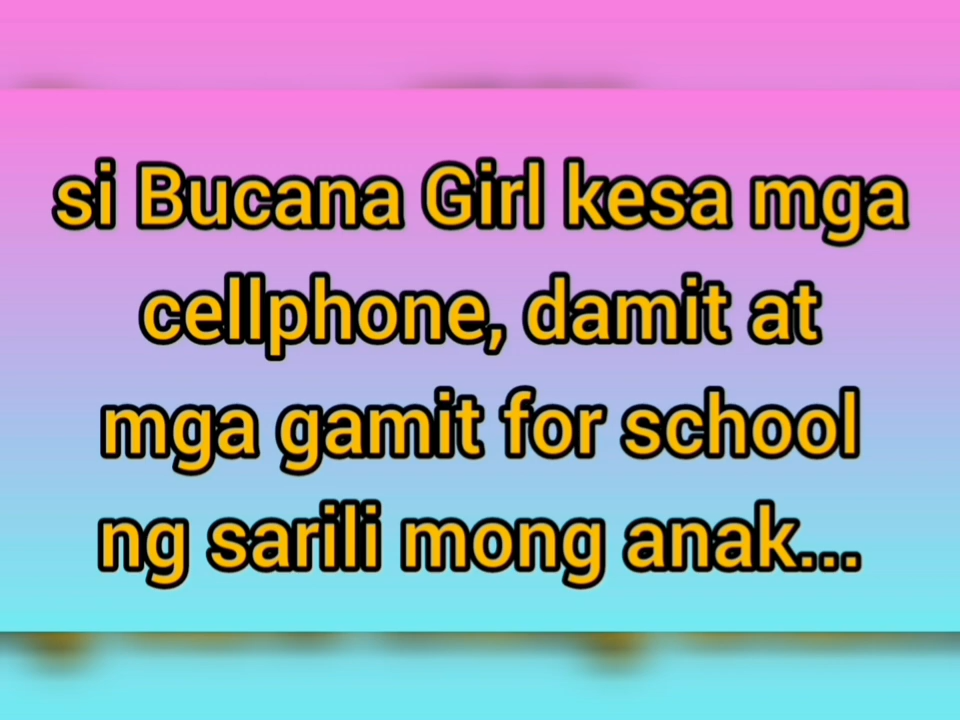 si Bucana Girl kesa mga
cellphone, damit at
mga gamit for school
ng sarili mong anak...